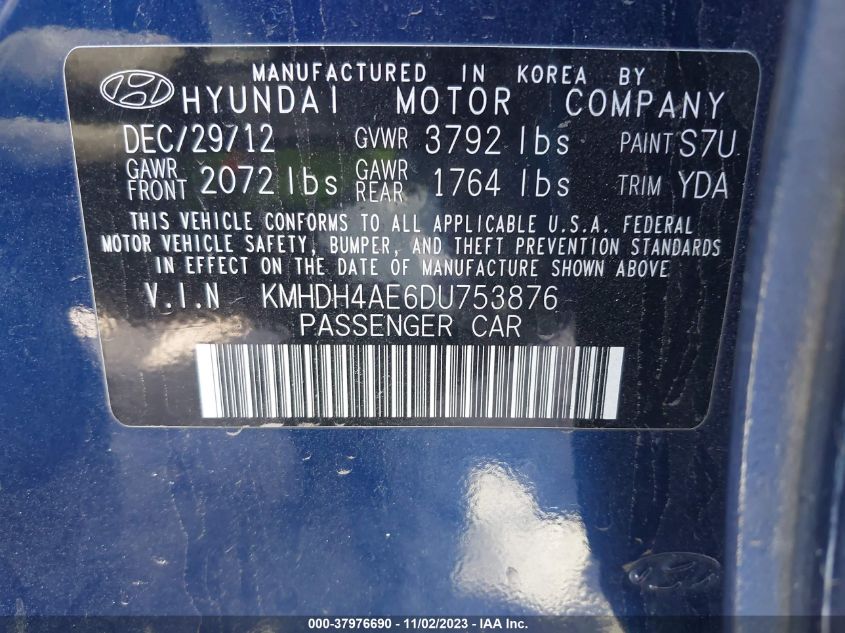 MANUFACTURED IN KOREA BY
HYUNDAI MOTOR COMPANY
DEC/29/12 GVWR 3792 lbs PAINT S7U
GAWR FRONT 2072 lbs GAWR REAR 1764 lbs TRIM YDA
THIS VEHICLE CONFORMS TO ALL APPLICABLE U.S.A. FEDERAL
MOTOR VEHICLE SAFETY, BUMPER, AND THEFT PREVENTION STANDARDS
IN EFFECT ON THE DATE OF MANUFACTURE SHOWN ABOVE
V.I.N KMHDH4AE6DU753876
PASSENGER CAR
000-37976690 - 11/02/2023 - IAA Inc.